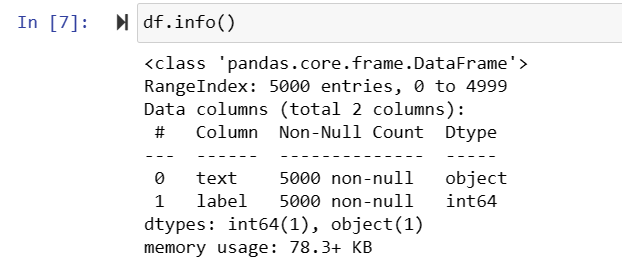 In [7]: df.info()
<class 'pandas.core.frame.DataFrame'>
RangeIndex: 5000 entries, 0 to 4999
Data columns (total 2 columns):
 #   Column  Non-Null Count  Dtype
---  ------  --------------  -----
 0   text    5000 non-null   object
 1   label   5000 non-null   int64
dtypes: int64(1), object(1)
memory usage: 78.3+ KB